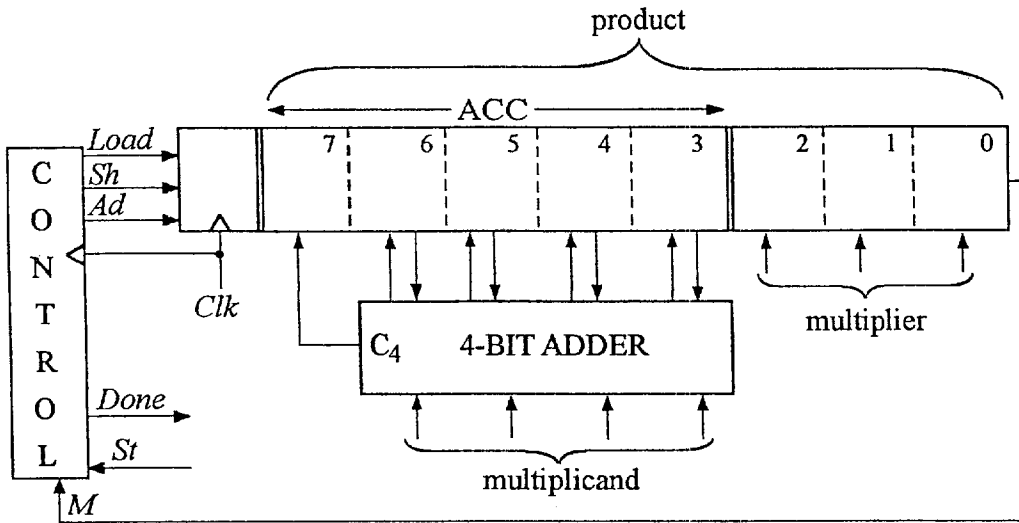 product
ACC
7 6 5 4 3 2 1 0
Load
Sh
Ad
CONTROL
Clk
C4 4-BIT ADDER
multiplier
Done
St
multiplicand
M